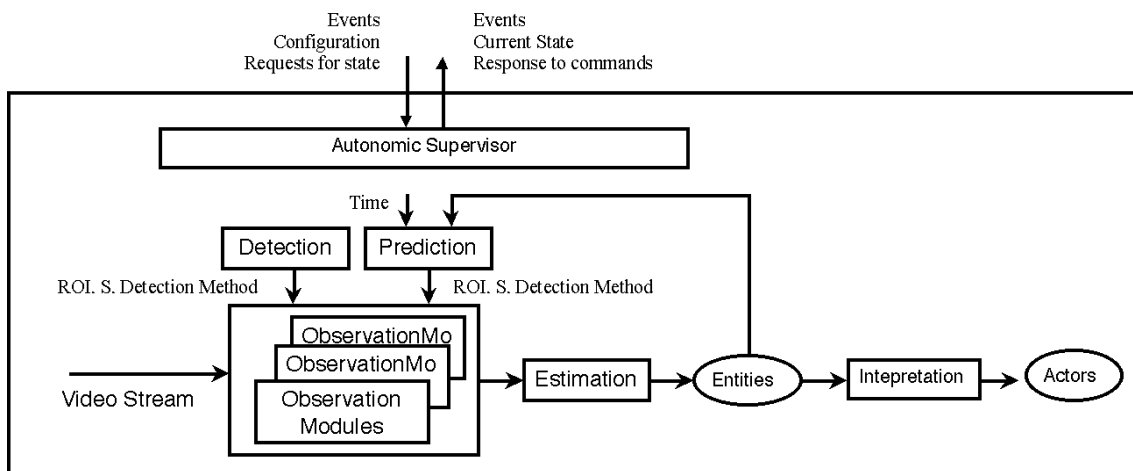 Events
Configuration
Requests for state
Events
Current State
Response to commands
Autonomic Supervisor
Time
Detection
Prediction
ROI. S. Detection Method
ROI. S. Detection Method
ObservationMo
ObservationMo
Observation
Modules
Video Stream
Estimation
Entities
Intepretation
Actors